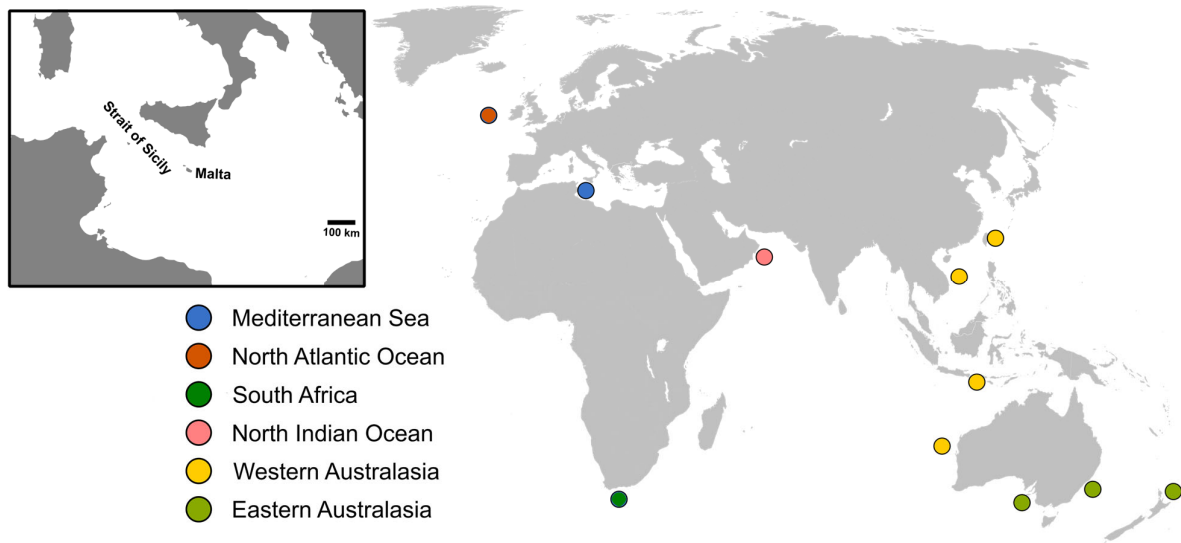 Strait of Sicily
Malta
100 km
Mediterranean Sea
North Atlantic Ocean
South Africa
North Indian Ocean
Western Australasia
Eastern Australasia